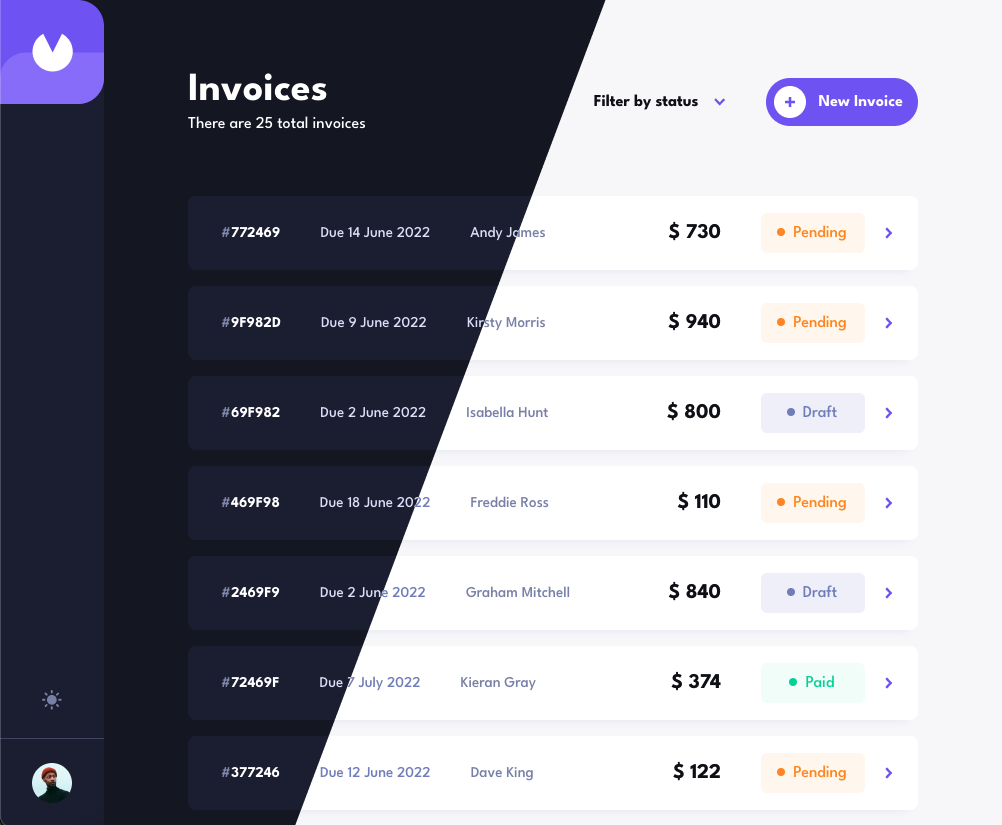 Invoices
There are 25 total invoices
Filter by status
New Invoice
#772469 Due 14 June 2022 Andy James $ 730 Pending
#9F982D Due 9 June 2022 Kirsty Morris $ 940 Pending
#69F982 Due 2 June 2022 Isabella Hunt $ 800 Draft
#469F98 Due 18 June 2022 Freddie Ross $ 110 Pending
#2469F9 Due 2 June 2022 Graham Mitchell $ 840 Draft
#72469F Due 7 July 2022 Kieran Gray $ 374 Paid
#377246 Due 12 June 2022 Dave King $ 122 Pending